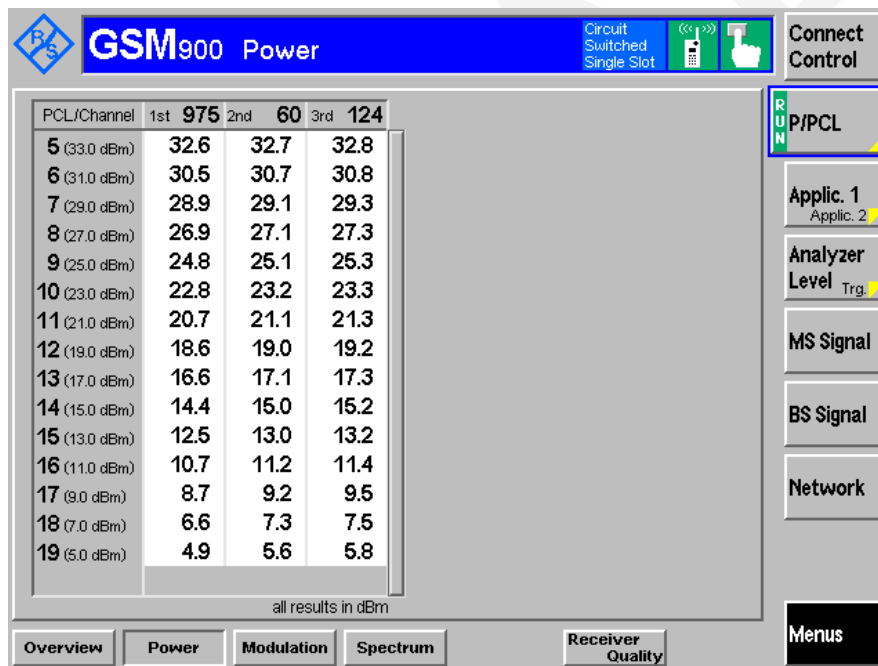 R&S
GSM900 Power
Circuit Switched Single Slot
Connect Control
PCL/Channel 1st 975 2nd 60 3rd 124
5 (33.0 dBm) 32.6 32.7 32.8
6 (31.0 dBm) 30.5 30.7 30.8
7 (29.0 dBm) 28.9 29.1 29.3
8 (27.0 dBm) 26.9 27.1 27.3
9 (25.0 dBm) 24.8 25.1 25.3
10 (23.0 dBm) 22.8 23.2 23.3
11 (21.0 dBm) 20.7 21.1 21.3
12 (19.0 dBm) 18.6 19.0 19.2
13 (17.0 dBm) 16.6 17.1 17.3
14 (15.0 dBm) 14.4 15.0 15.2
15 (13.0 dBm) 12.5 13.0 13.2
16 (11.0 dBm) 10.7 11.2 11.4
17 (9.0 dBm) 8.7 9.2 9.5
18 (7.0 dBm) 6.6 7.3 7.5
19 (5.0 dBm) 4.9 5.6 5.8
all results in dBm
RUN
P/PCL
Applic. 1
Applic. 2
Analyzer
Level Trg.
MS Signal
BS Signal
Network
Menus
Overview Power Modulation Spectrum Receiver Quality